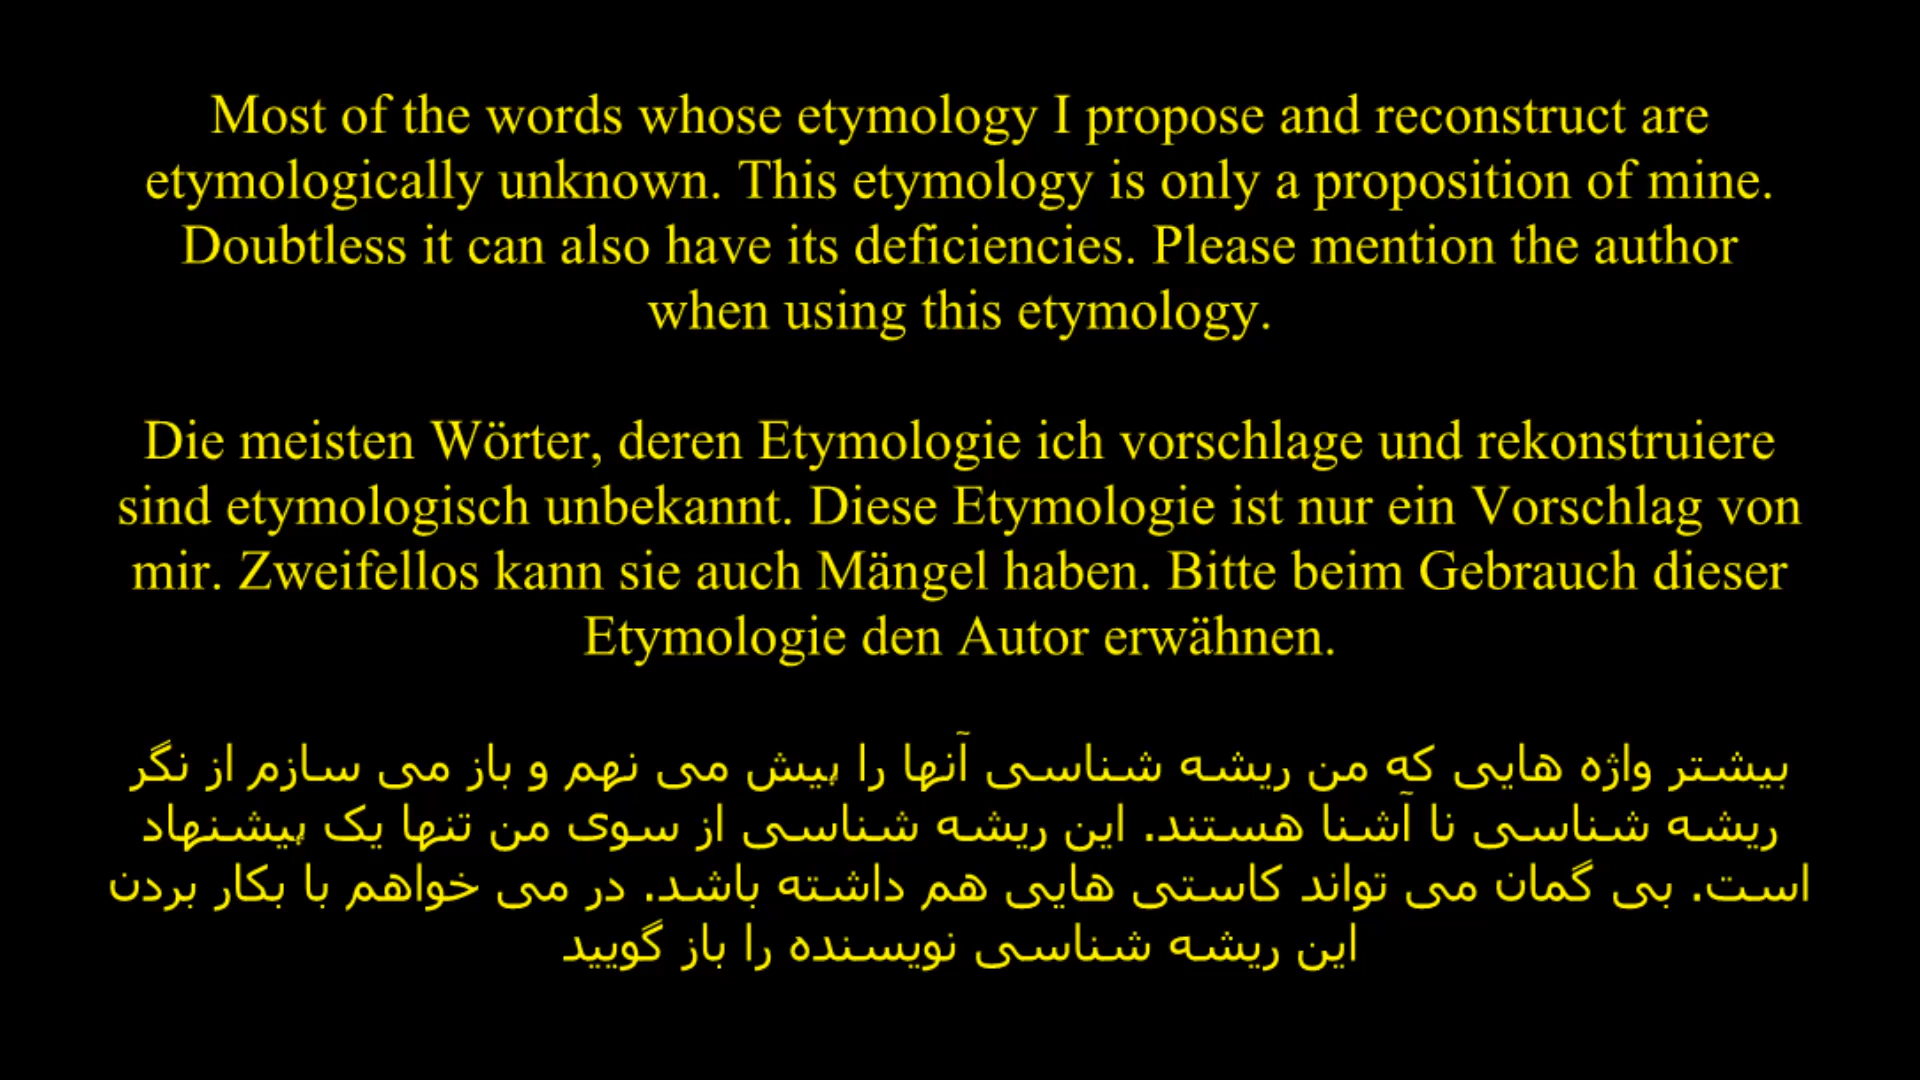 Most of the words whose etymology I propose and reconstruct are
etymologically unknown. This etymology is only a proposition of mine.
Doubtless it can also have its deficiencies. Please mention the author
when using this etymology.
Die meisten Wörter, deren Etymologie ich vorschlage und rekonstruiere
sind etymologisch unbekannt. Diese Etymologie ist nur ein Vorschlag von
mir. Zweifellos kann sie auch Mängel haben. Bitte beim Gebrauch dieser
Etymologie den Autor erwähnen.
بیشتر واژه هایی که من ریشه شناسی آنها را پیش می نهم و باز می سازم از نگر
ریشه شناسی نا آشنا هستند. این ریشه شناسی از سوی من تنها یک پیشنهاد
است. بی گمان می تواند کاستی هایی هم داشته باشد. در می خواهم با بکار بردن
این ریشه شناسی نویسنده را باز گویید